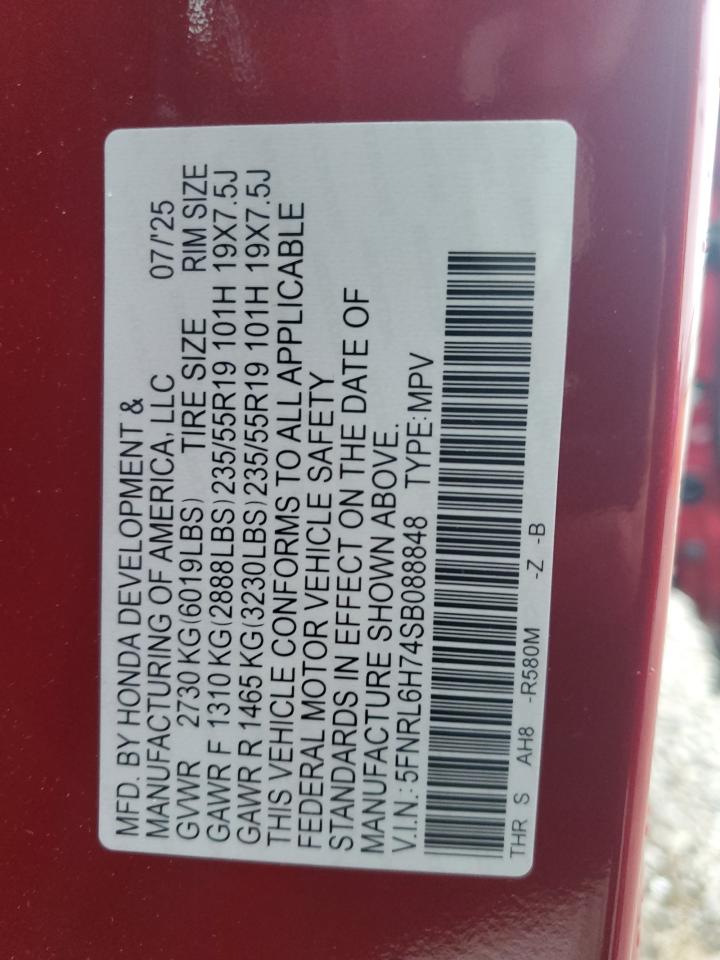 MFD. BY HONDA DEVELOPMENT &
MANUFACTURING OF AMERICA, LLC 07/'25
GVWR 2730 KG(6019LBS) TIRE SIZE RIM SIZE
GAWR F 1310 KG(2888LBS)235/55R19 101H 19X7.5J
GAWR R 1465 KG(3230LBS)235/55R19 101H 19X7.5J
THIS VEHICLE CONFORMS TO ALL APPLICABLE
FEDERAL MOTOR VEHICLE SAFETY
STANDARDS IN EFFECT ON THE DATE OF
MANUFACTURE SHOWN ABOVE.
V.I.N.:5FNRL6H74SB088848 TYPE:MPV
THR S AH8 -R580M -Z -B